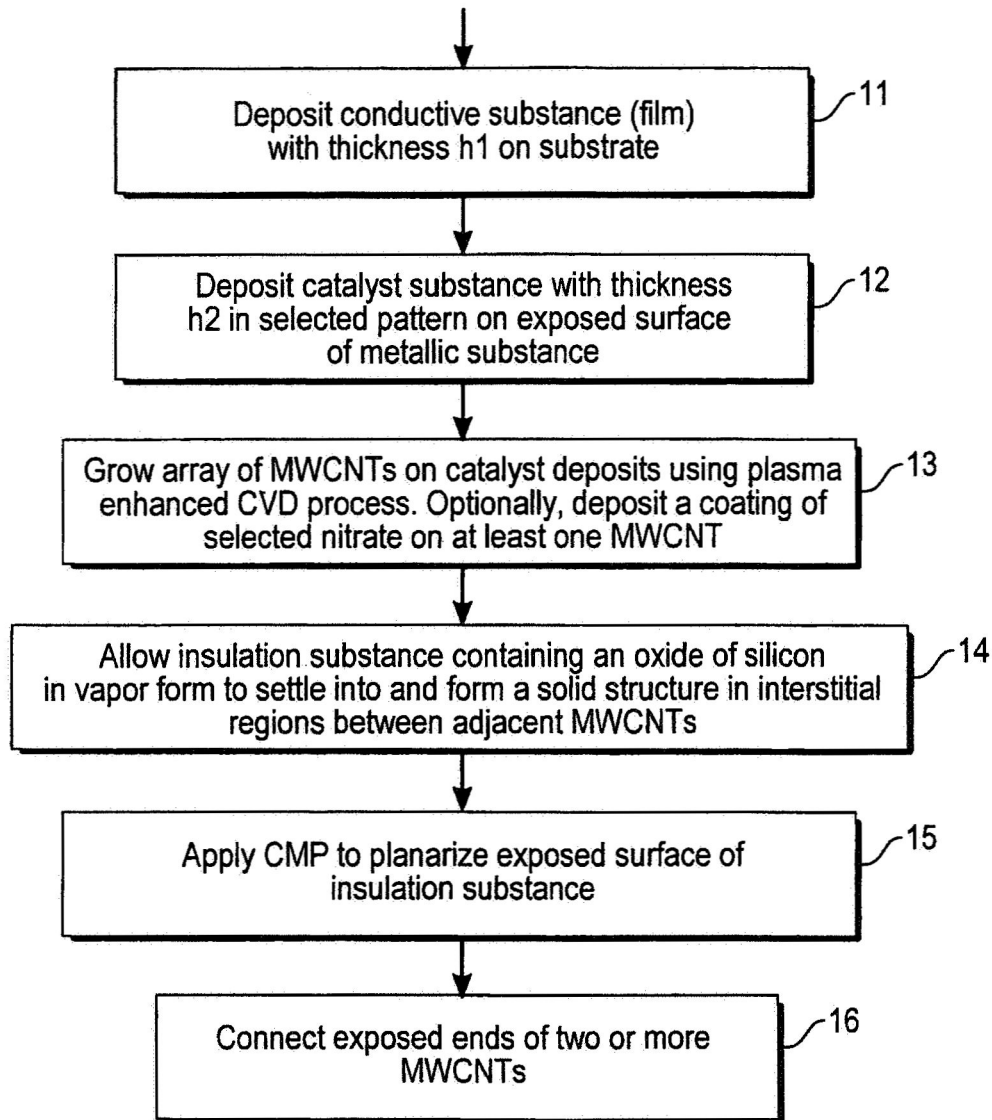 Deposit conductive substance (film)
with thickness h1 on substrate
11
Deposit catalyst substance with thickness
h2 in selected pattern on exposed surface
of metallic substance
12
Grow array of MWCNTs on catalyst deposits using plasma
enhanced CVD process. Optionally, deposit a coating of
selected nitrate on at least one MWCNT
13
Allow insulation substance containing an oxide of silicon
in vapor form to settle into and form a solid structure in interstitial
regions between adjacent MWCNTs
14
Apply CMP to planarize exposed surface of
insulation substance
15
Connect exposed ends of two or more
MWCNTs
16